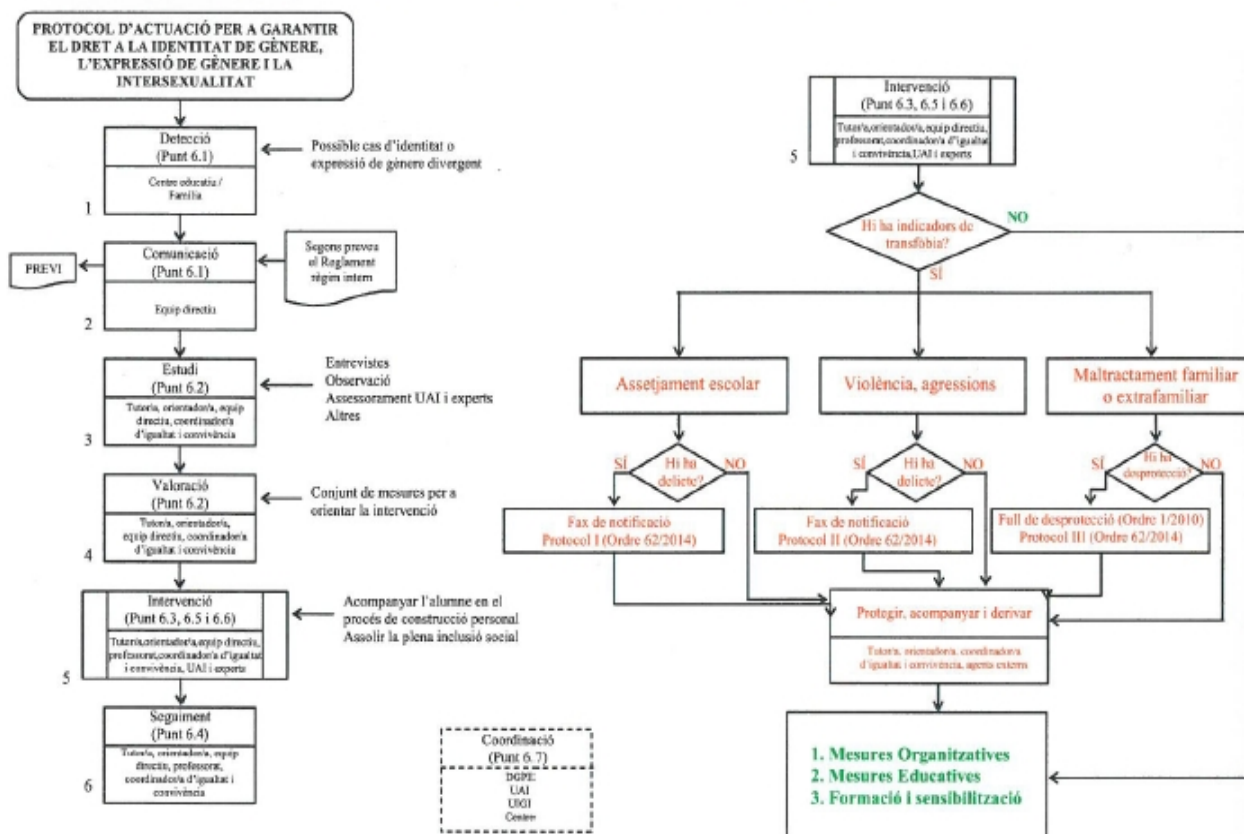 PROTOCOL D'ACTUACIÓ PER A GARANTIR
EL DRET A LA IDENTITAT DE GÈNERE,
L'EXPRESSIÓ DE GÈNERE I LA
INTERSEXUALITAT
Detecció
(Punt 6.1)
Centre educatiu /
Família
1
Possible cas d'identitat o
expressió de gènere divergent
PREVI
Comunicació
(Punt 6.1)
Equip directiu
2
Segons preveu
el Reglament
règim intern
Estudi
(Punt 6.2)
Tutor/a, orientador/a, equip
directiu, coordinador/a
d'igualtat i convivència
3
Entrevistes
Observació
Assessorament UAI i experts
Altres
Valoració
(Punt 6.2)
Tutor/a, orientador/a,
equip directiu, coordinador/a
d'igualtat i convivència
4
Conjunt de mesures per a
orientar la intervenció
Intervenció
(Punt 6.3, 6.5 i 6.6)
Tutor/a,orientador/a,equip directiu,
professorat,coordinador/a d'igualtat
i convivència, UAI i experts
5
Acompanyar l'alumne en el
procés de construcció personal
Assolir la plena inclusió social
Seguiment
(Punt 6.4)
Tutor/a, orientador/a, equip
directiu, professorat,
coordinador/a d'igualtat i
convivència
6
Coordinació
(Punt 6.7)
DGPE
UAI
UIGI
Centre
Intervenció
(Punt 6.3, 6.5 i 6.6)
Tutor/a,orientador/a, equip directiu,
professorat,coordinador/a d'igualtat
i convivència,UAI i experts
5
Hi ha indicadors de
transfòbia?
NO
SÍ
Assetjament escolar
Violència, agressions
Maltractament familiar
o extrafamiliar
SÍ
Hi ha
delicte?
NO
SÍ
Hi ha
delicte?
NO
SÍ
Hi ha
desprotecció?
NO
Fax de notificació
Protocol I (Ordre 62/2014)
Fax de notificació
Protocol II (Ordre 62/2014)
Full de desprotecció (Ordre 1/2010)
Protocol III (Ordre 62/2014)
Protegir, acompanyar i derivar
Tutor/a, orientador/a, coordinador/a
d'igualtat i convivència, agents externs
1. Mesures Organitzatives
2. Mesures Educatives
3. Formació i sensibilització